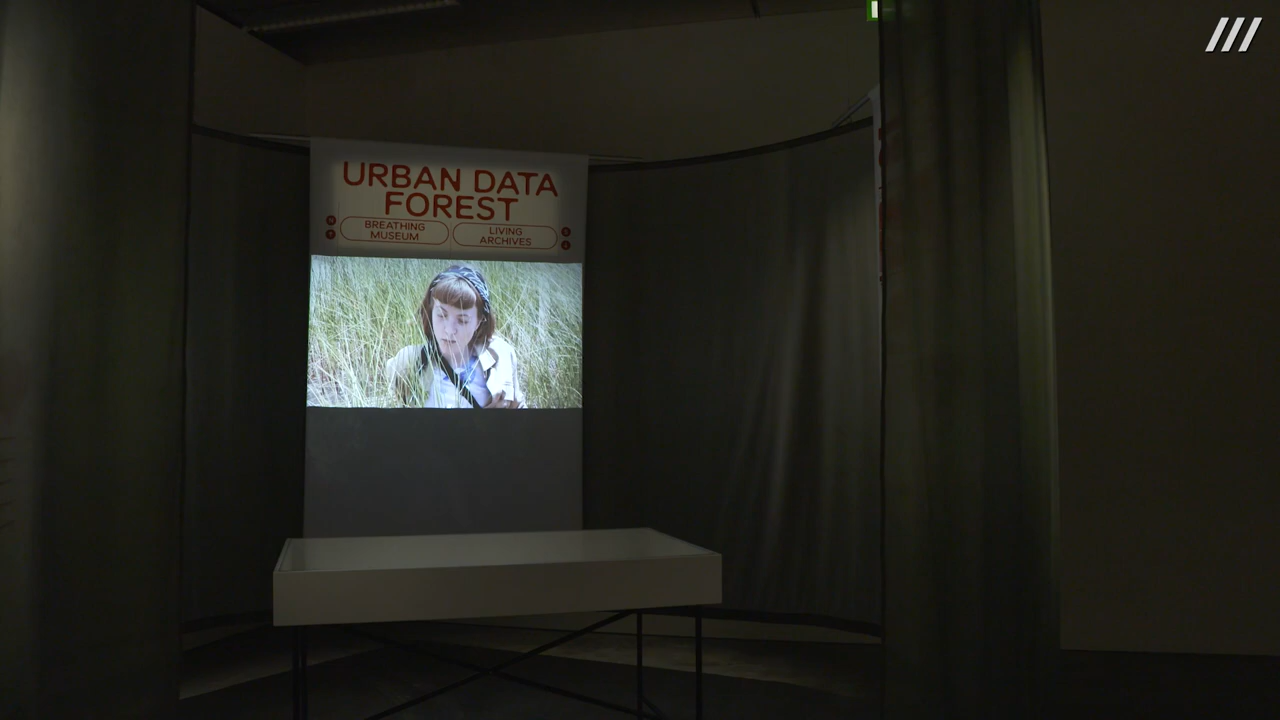 URBAN DATA
FOREST
BREATHING
MUSEUM
LIVING
ARCHIVES